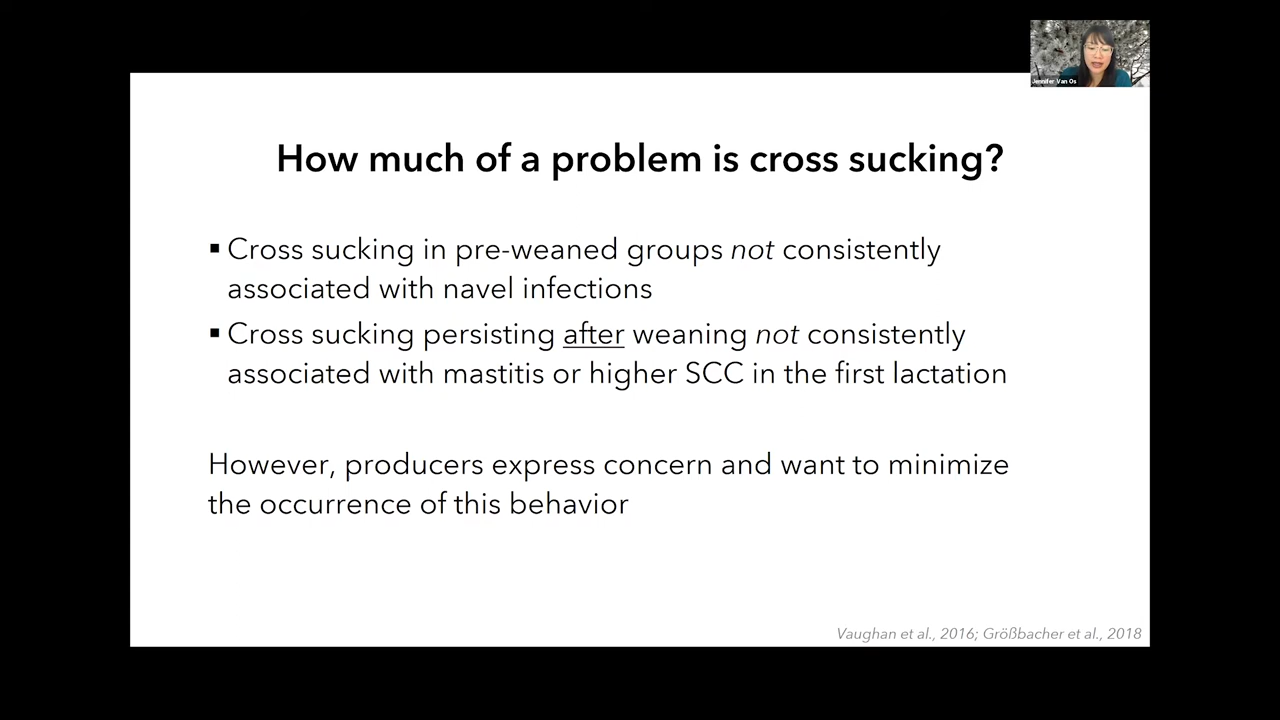 Jennifer Van Os
How much of a problem is cross sucking?
▪ Cross sucking in pre-weaned groups not consistently
associated with navel infections
▪ Cross sucking persisting after weaning not consistently
associated with mastitis or higher SCC in the first lactation
However, producers express concern and want to minimize
the occurrence of this behavior
Vaughan et al., 2016; Größbacher et al., 2018